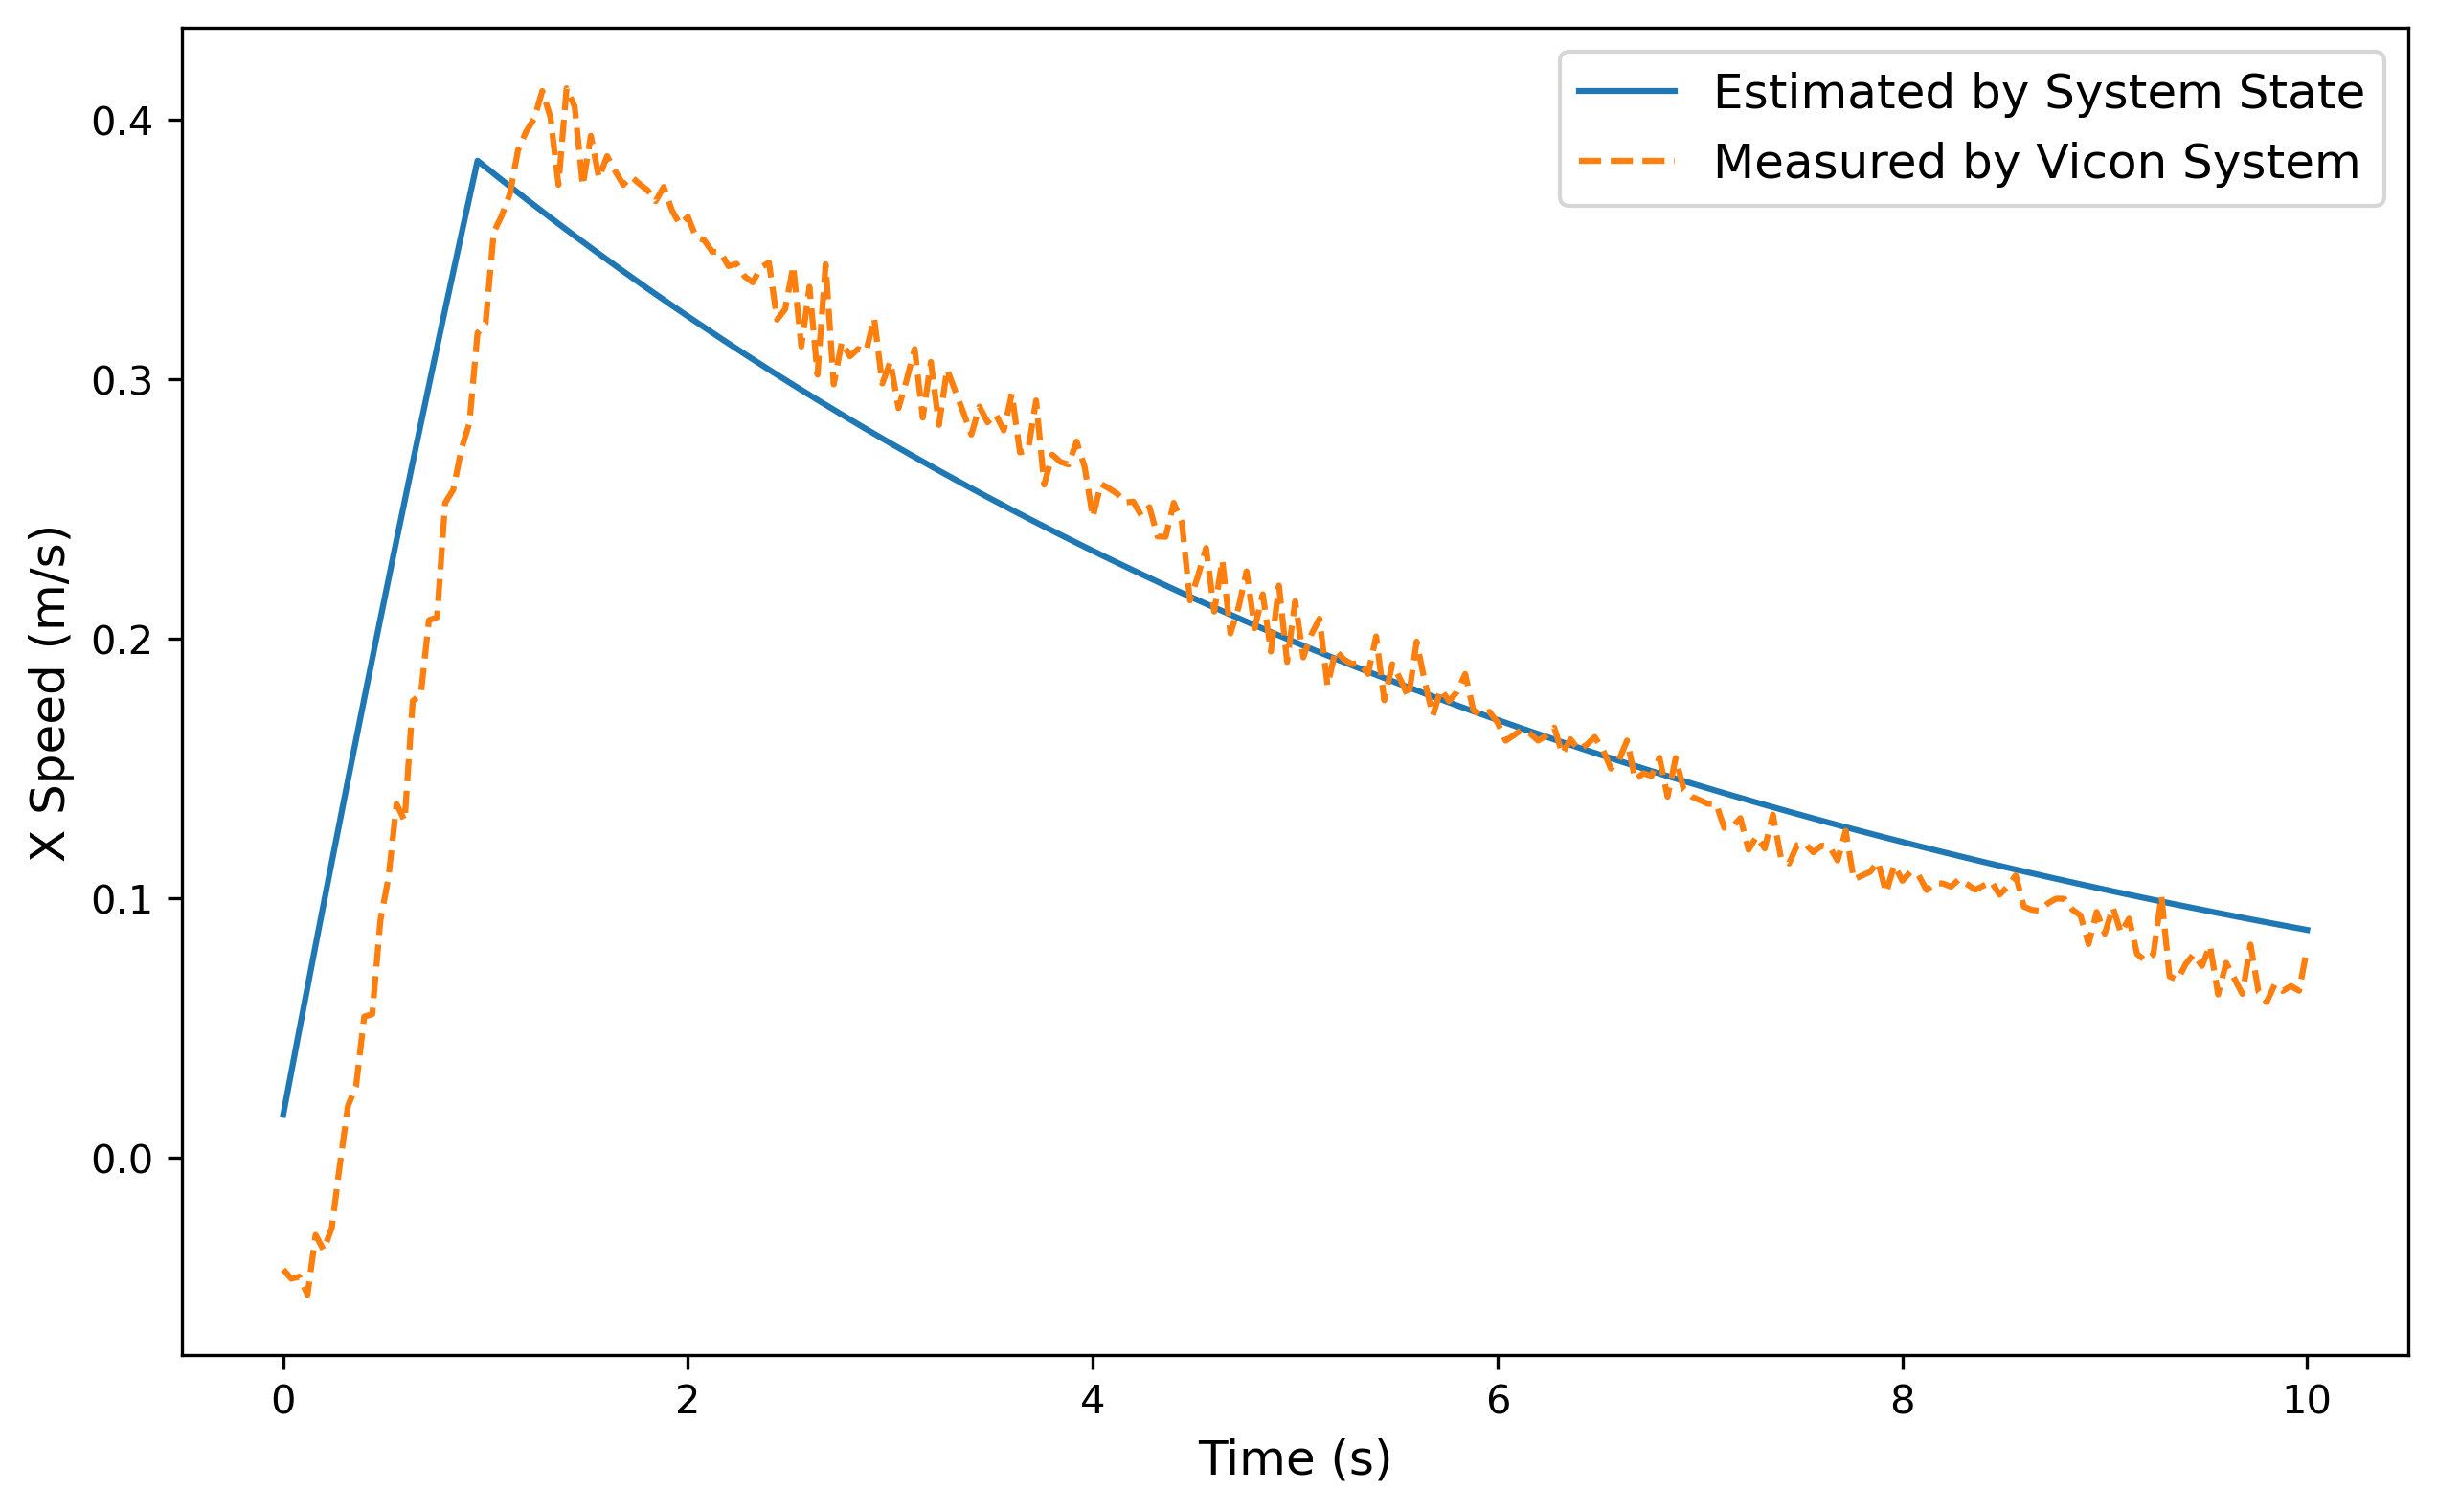 Estimated by System State
Measured by Vicon System
0.4
0.3
0.2
0.1
0.0
X Speed (m/s)
0 2 4 6 8 10
Time (s)